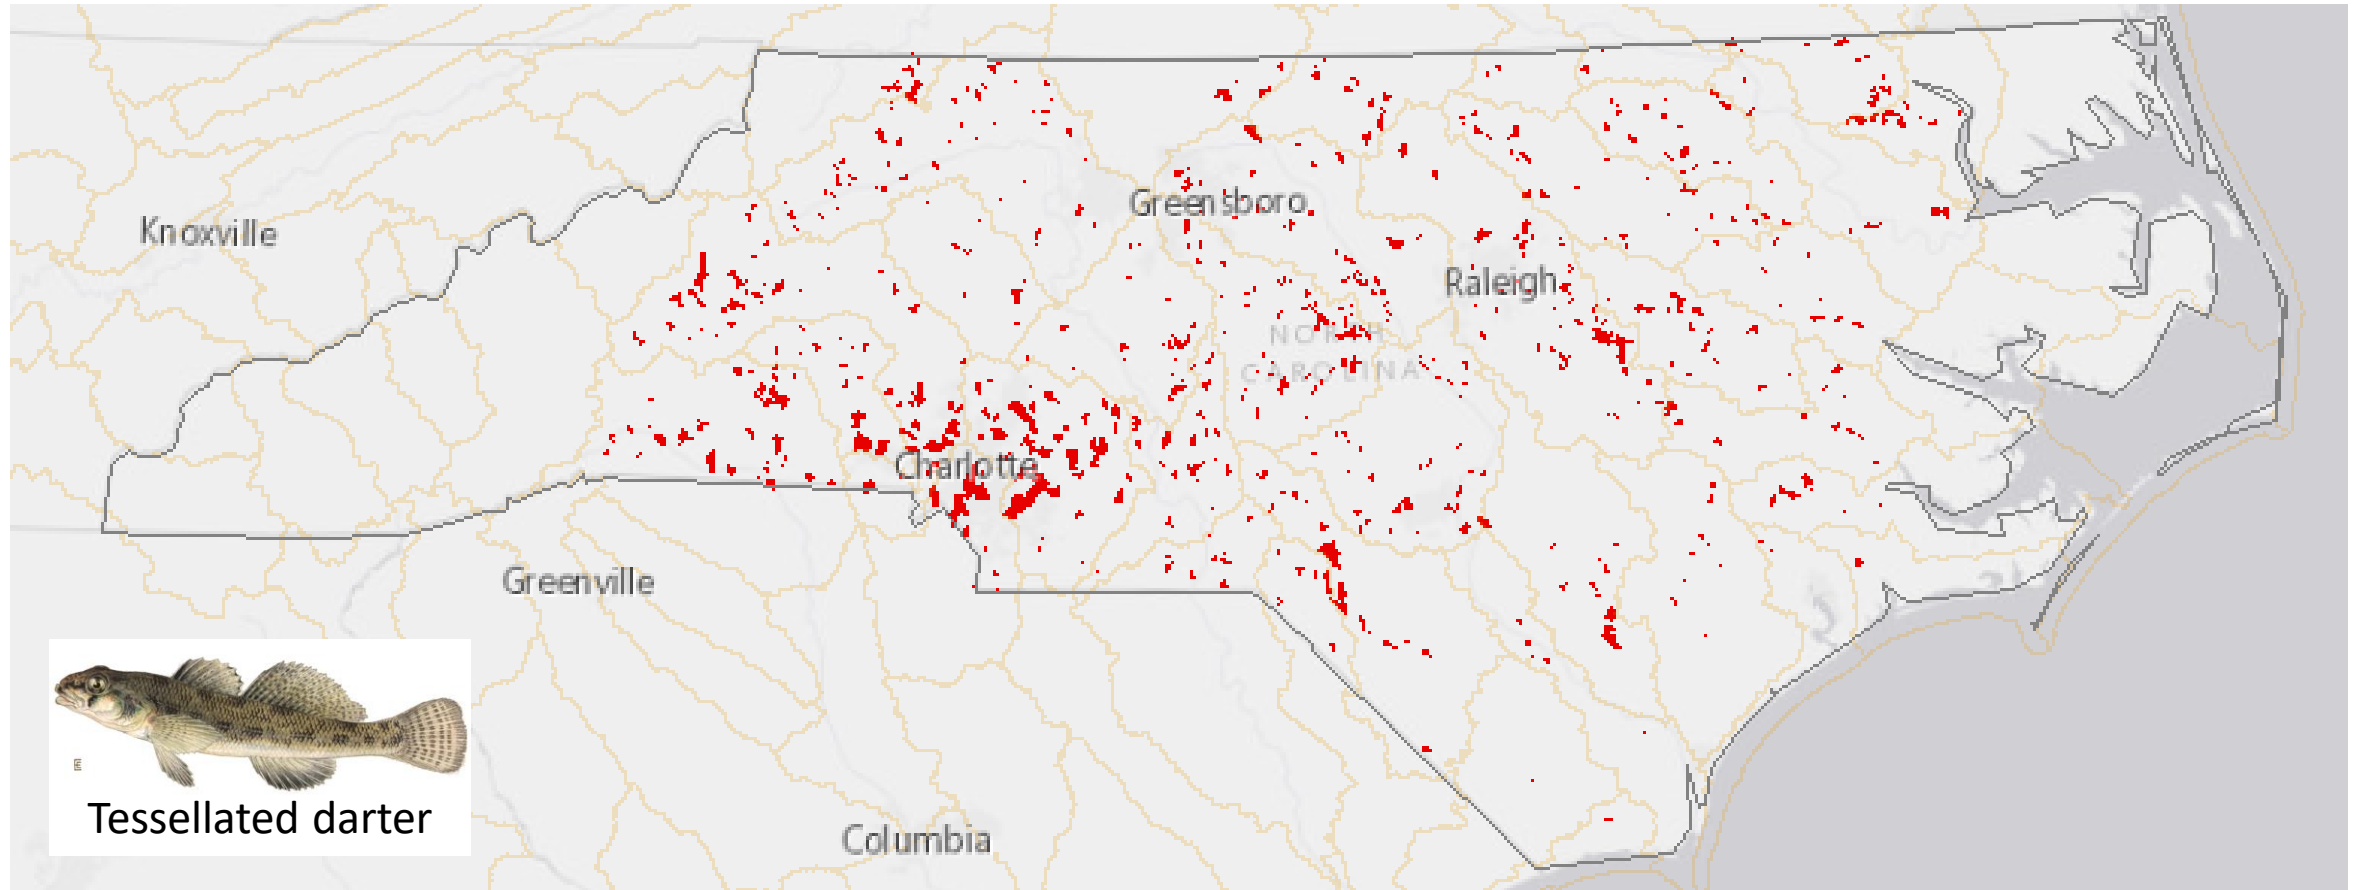 Knoxville
Greensboro
Raleigh
NORTH
CAROLINA
Charlotte
Greenville
Columbia
Tessellated darter